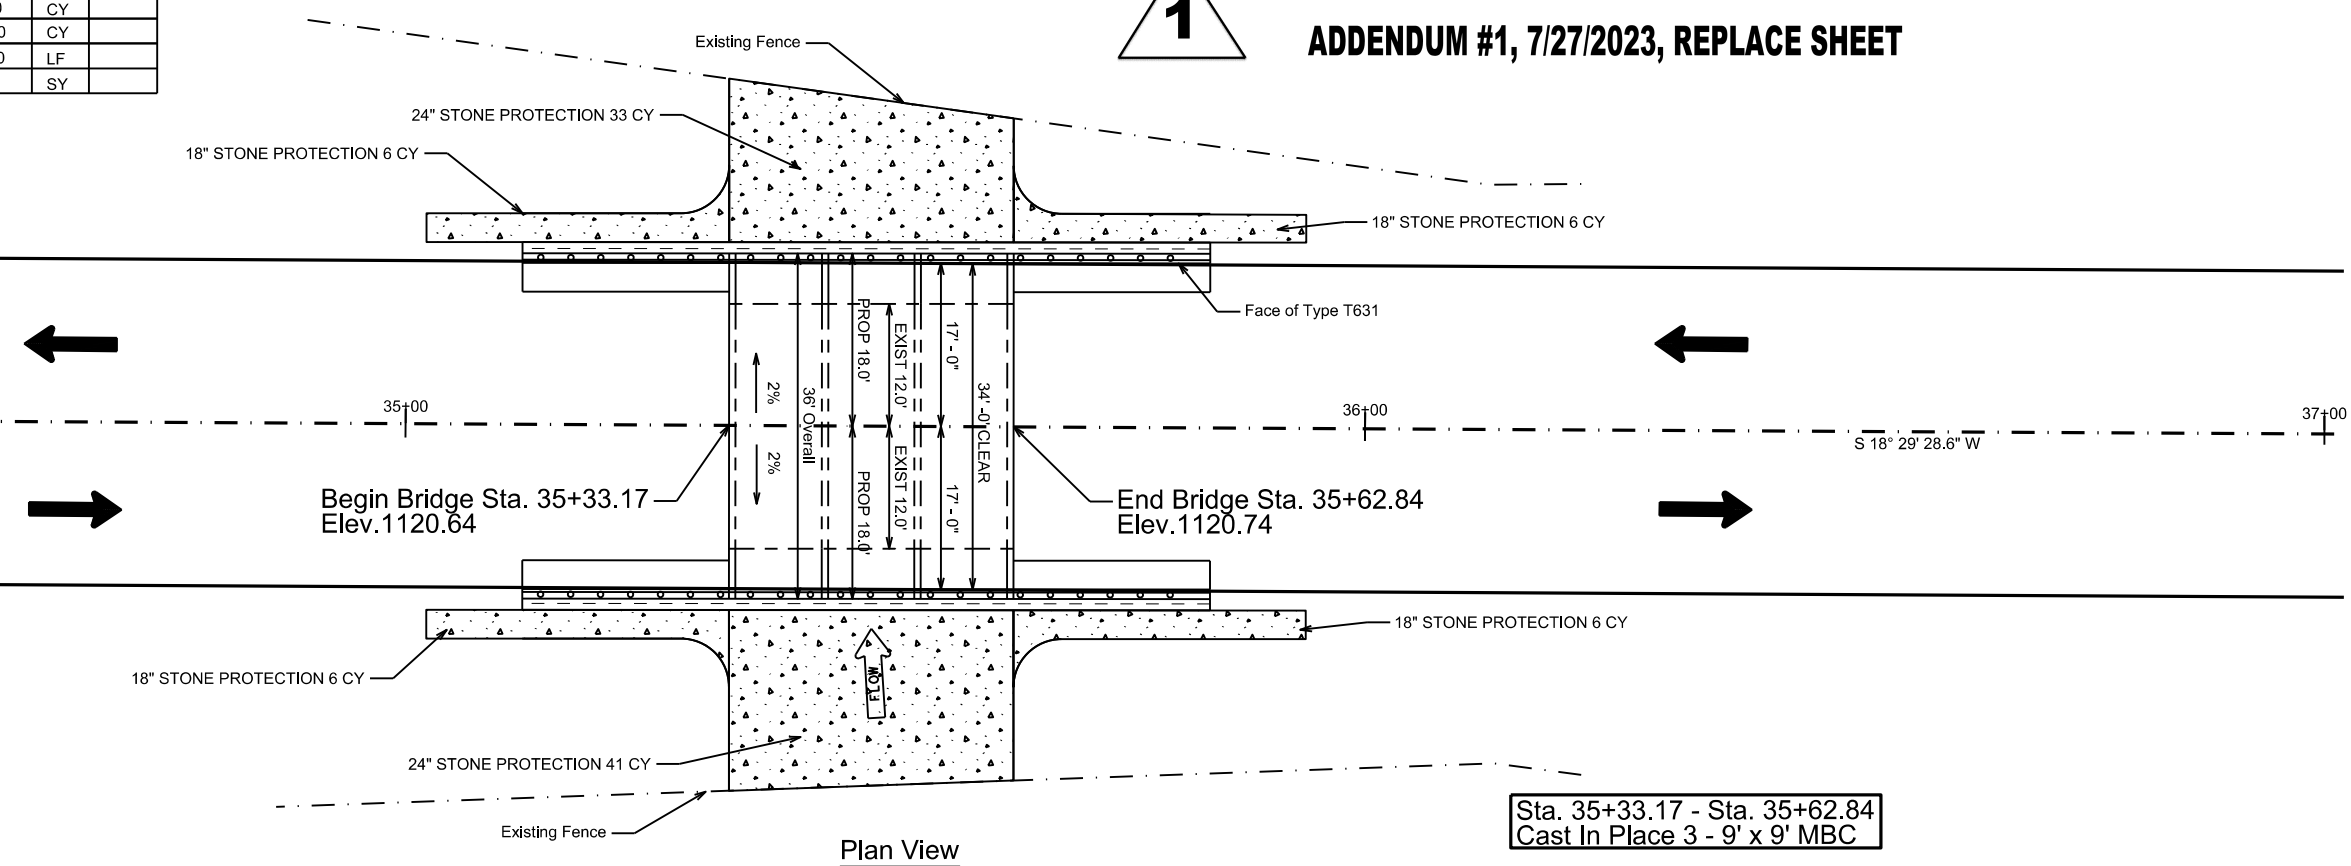 CY
CY
LF
SY
1
ADDENDUM #1, 7/27/2023, REPLACE SHEET
Existing Fence
24" STONE PROTECTION 33 CY
18" STONE PROTECTION 6 CY
18" STONE PROTECTION 6 CY
Face of Type T631
PROP 18.0'
EXIST 12.0'
17' - 0"
2%
36' Overall
34' -0" CLEAR
35+00
36+00
37+00
S 18° 29' 28.6" W
2%
PROP 18.0'
EXIST 12.0'
17' - 0"
Begin Bridge Sta. 35+33.17
Elev.1120.64
End Bridge Sta. 35+62.84
Elev.1120.74
18" STONE PROTECTION 6 CY
18" STONE PROTECTION 6 CY
FLOW
24" STONE PROTECTION 41 CY
Existing Fence
Sta. 35+33.17 - Sta. 35+62.84
Cast In Place 3 - 9' x 9' MBC
Plan View